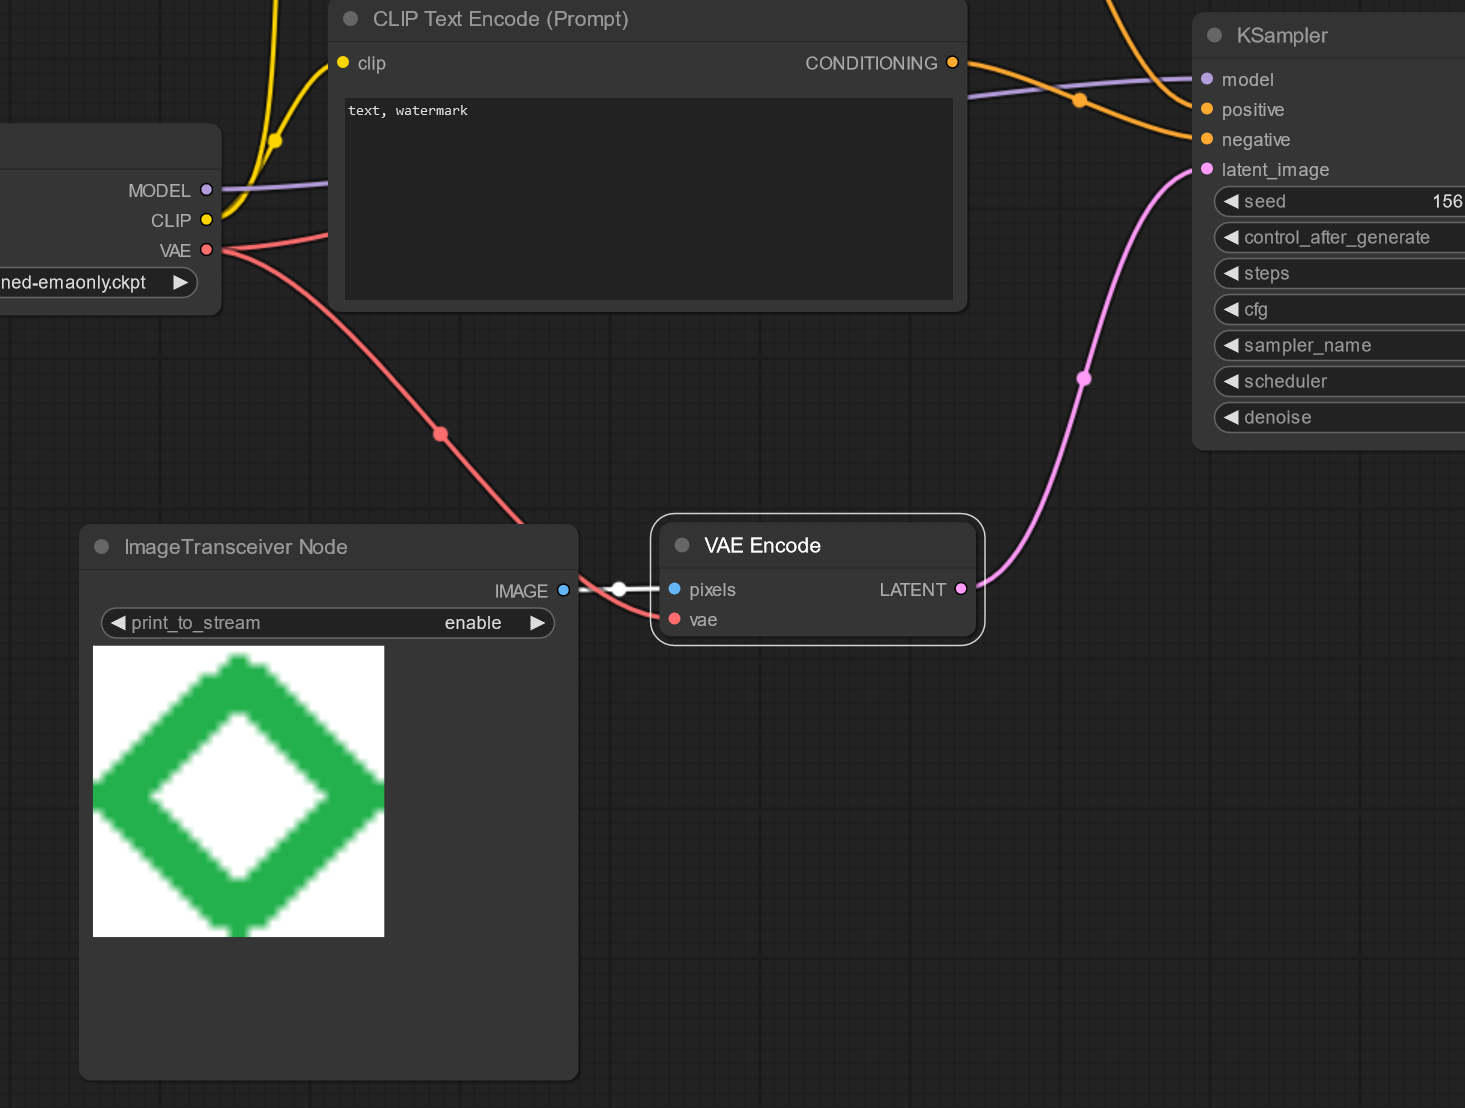 CLIP Text Encode (Prompt)
clip
CONDITIONING
text, watermark
MODEL
CLIP
VAE
ned-emaonly.ckpt
KSampler
model
positive
negative
latent_image
seed 156
control_after_generate
steps
cfg
sampler_name
scheduler
denoise
ImageTransceiver Node
IMAGE
print_to_stream enable
VAE Encode
pixels LATENT
vae